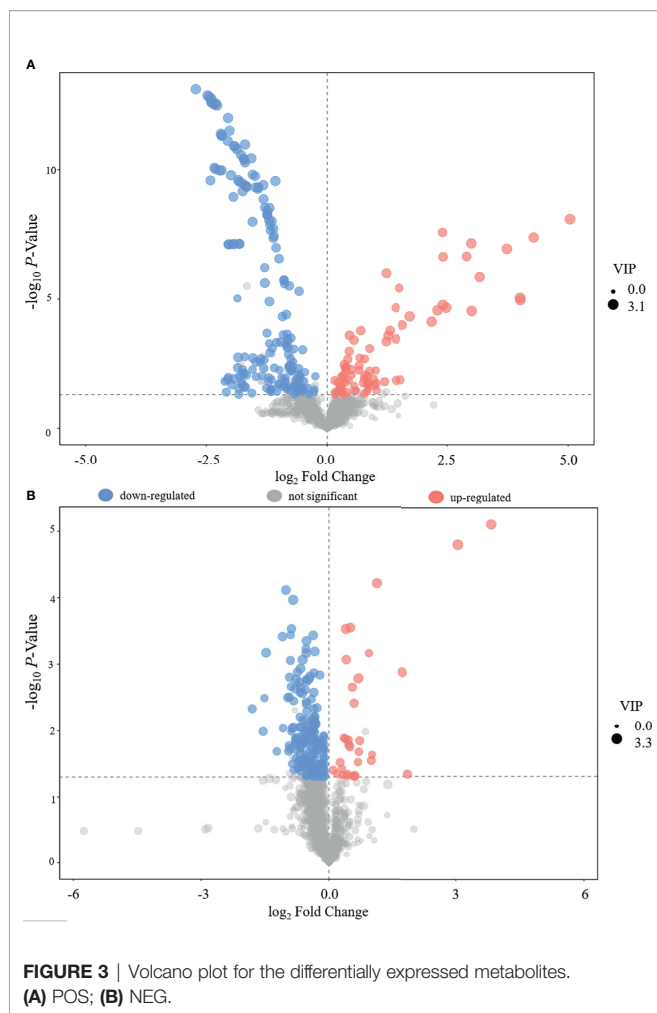 A
-log10 P-Value
10
5
0
-5.0 -2.5 0.0 2.5 5.0
log2 Fold Change
VIP
0.0
3.1
B
down-regulated not significant up-regulated
-log10 P-Value
5
4
3
2
1
0
-6 -3 0.0 3 6
log2 Fold Change
VIP
0.0
3.3
FIGURE 3 | Volcano plot for the differentially expressed metabolites.
(A) POS; (B) NEG.